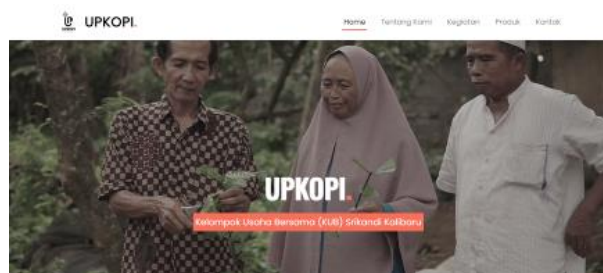 UPKOPI.
Home Tentang Kami Kegiatan Produk Kontak
UPKOPI.
Kelompok Usaha Bersama (KUB) Srikandi Kalibaru